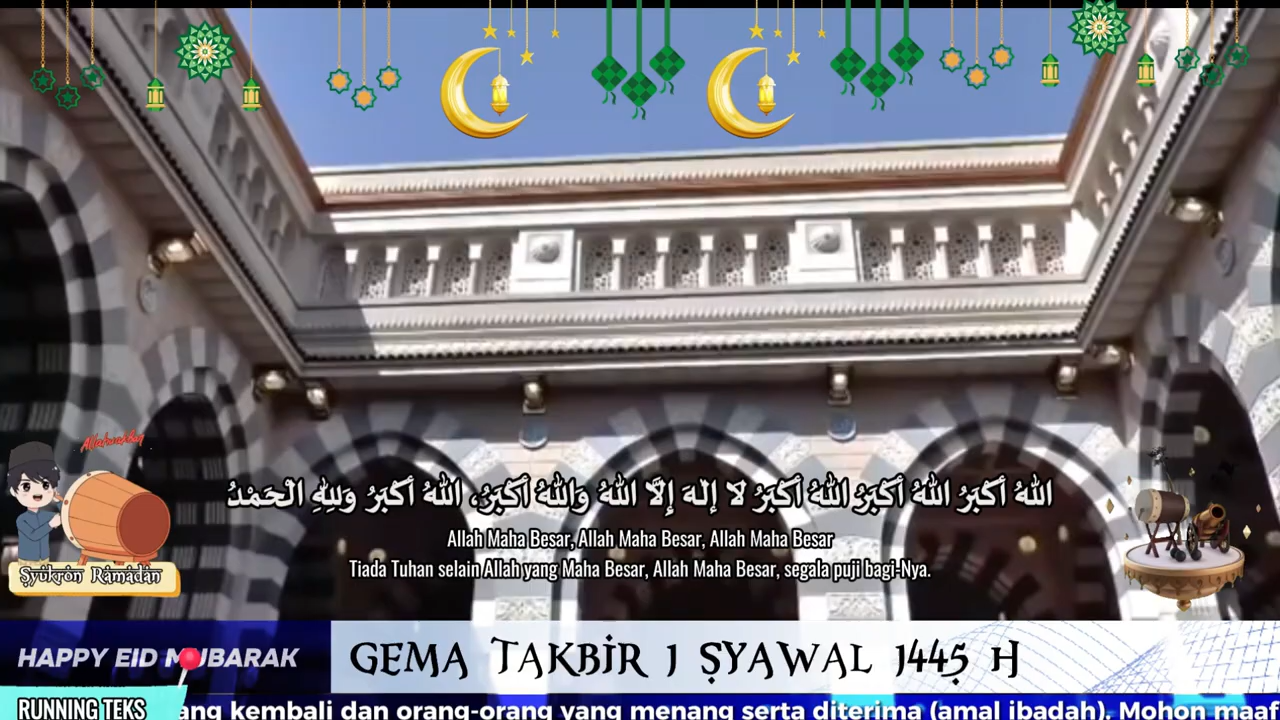 اللهُ أَكْبَرُ اللهُ أَكْبَرُ اللهُ أَكْبَرُ لَا إِلٰهَ إِلَّا اللهُ وَاللهُ أَكْبَرُ، اللهُ أَكْبَرُ وَلِلّٰهِ الْحَمْدُ
Allah Maha Besar, Allah Maha Besar, Allah Maha Besar
Tiada Tuhan selain Allah yang Maha Besar, Allah Maha Besar, segala puji bagi-Nya.
Syukron Ramadan
HAPPY EID MUBARAK
GEMA TAKBIR 1 SYAWAL 1445 H
RUNNING TEKS
ang kembali dan orang-orang yang menang serta diterima (amal ibadah). Mohon maaf